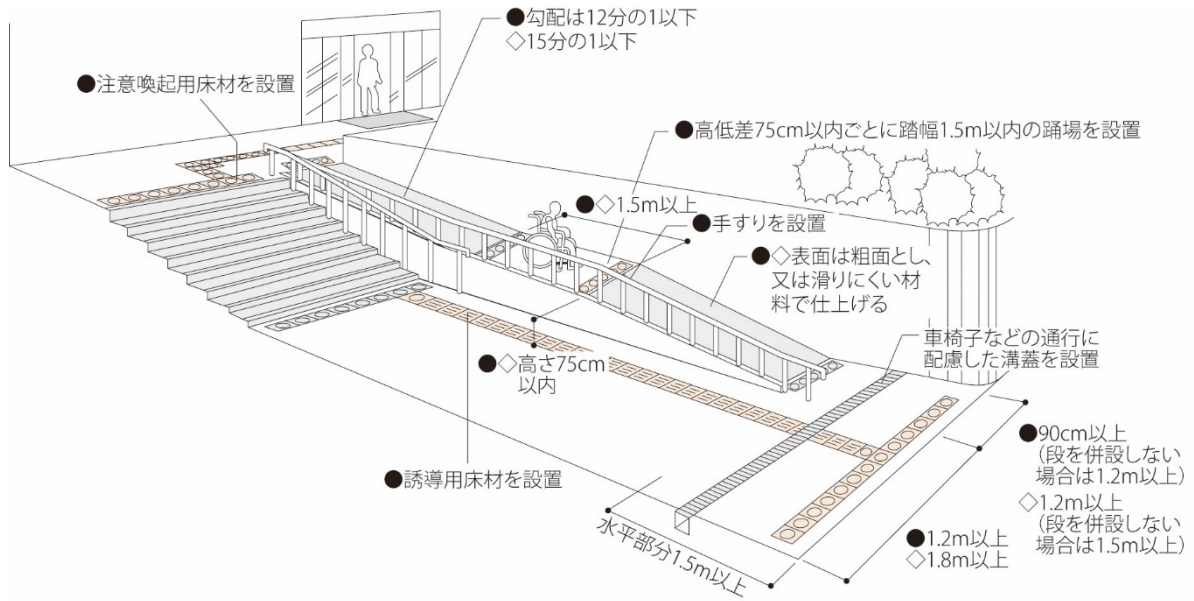 ●勾配は12分の1以下
◇15分の1以下
●注意喚起用床材を設置
●高低差75cm以内ごとに踏幅1.5m以内の踊場を設置
●◇1.5m以上
●手すりを設置
●◇表面は粗面とし、
又は滑りにくい材
料で仕上げる
車椅子などの通行に
配慮した溝蓋を設置
●◇高さ75cm
以内
●90cm以上
（段を併設しない
場合は1.2m以上）
◇1.2m以上
（段を併設しない
場合は1.5m以上）
●誘導用床材を設置
水平部分1.5m以上
●1.2m以上
◇1.8m以上